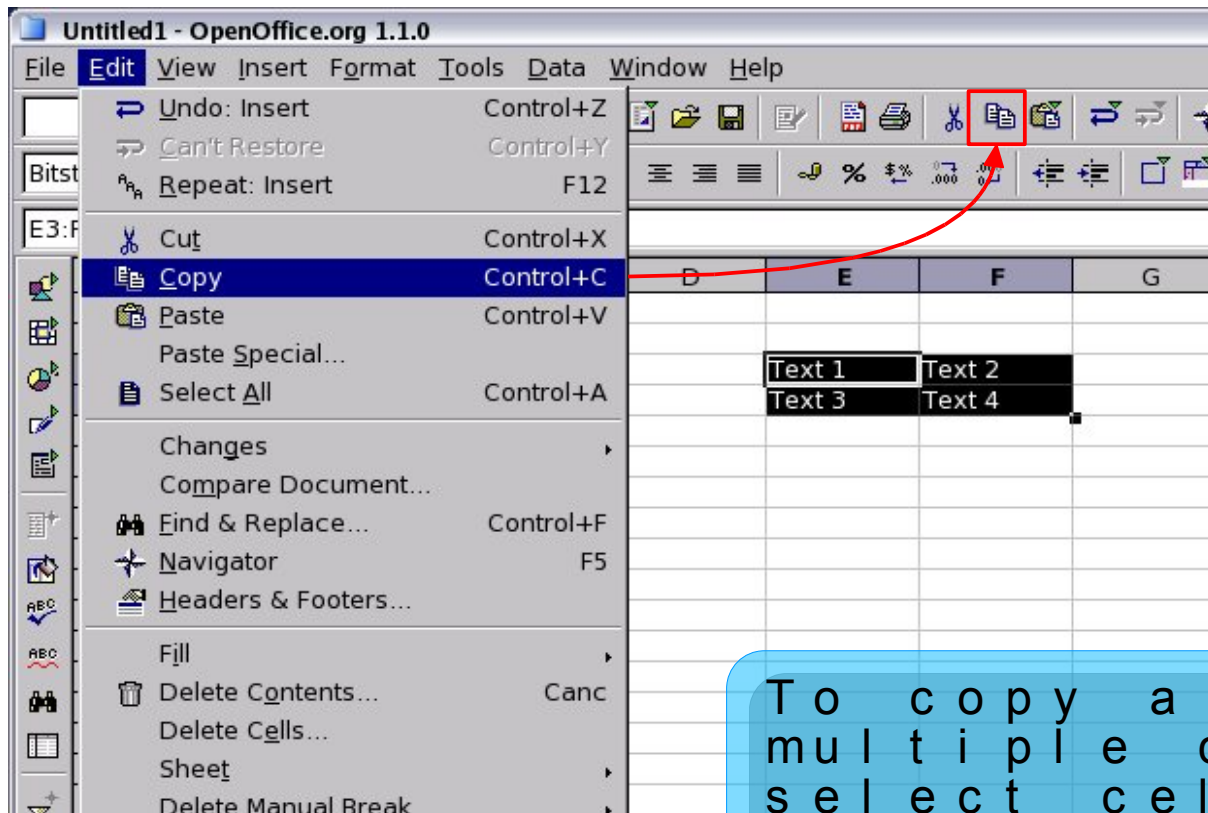 Untitled1 - OpenOffice.org 1.1.0
File Edit View Insert Format Tools Data Window Help
Undo: Insert Control+Z
Can't Restore Control+Y
Repeat: Insert F12
Cut Control+X
Copy Control+C
Paste Control+V
Paste Special...
Select All Control+A
Changes
Compare Document...
Find & Replace... Control+F
Navigator F5
Headers & Footers...
Fill
Delete Contents... Canc
Delete Cells...
Sheet
Delete Manual Break
D E F G
Text 1 Text 2
Text 3 Text 4
To copy a
multiple
select